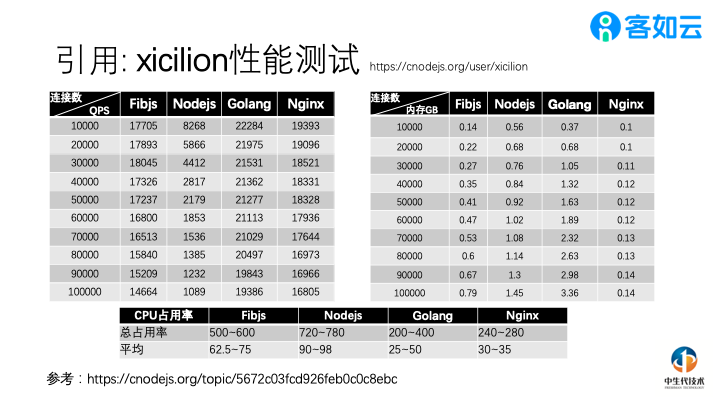 客如云
引用: xicilion性能测试 https://cnodejs.org/user/xicilion
连接数 QPS Fibjs Nodejs Golang Nginx
10000 17705 8268 22284 19393
20000 17893 5866 21975 19096
30000 18045 4412 21531 18521
40000 17326 2817 21362 18331
50000 17237 2179 21277 18328
60000 16800 1853 21113 17936
70000 16513 1536 21029 17644
80000 15840 1385 20497 16973
90000 15209 1232 19843 16966
100000 14664 1089 19386 16805
连接数 内存GB Fibjs Nodejs Golang Nginx
10000 0.14 0.56 0.37 0.1
20000 0.22 0.68 0.68 0.1
30000 0.27 0.76 1.05 0.11
40000 0.35 0.84 1.32 0.12
50000 0.41 0.92 1.63 0.12
60000 0.47 1.02 1.89 0.12
70000 0.53 1.08 2.32 0.13
80000 0.6 1.14 2.63 0.13
90000 0.67 1.3 2.98 0.14
100000 0.79 1.45 3.36 0.14
CPU占用率 Fibjs Nodejs Golang Nginx
总占用率 500~600 720~780 200~400 240~280
平均 62.5~75 90~98 25~50 30~35
参考：https://cnodejs.org/topic/5672c03fcd926feb0c0c8ebc
中生代技术